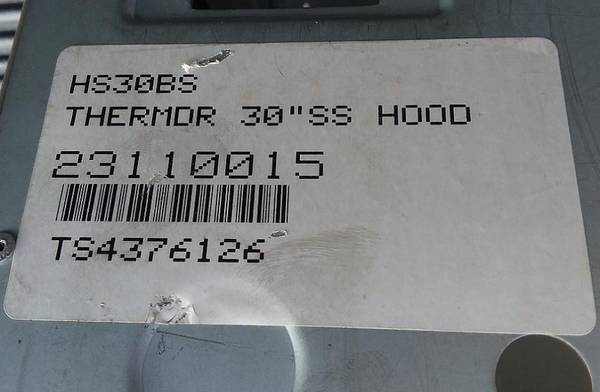 HS30BS
THERMDR 30"SS HOOD
23110015
TS4376126